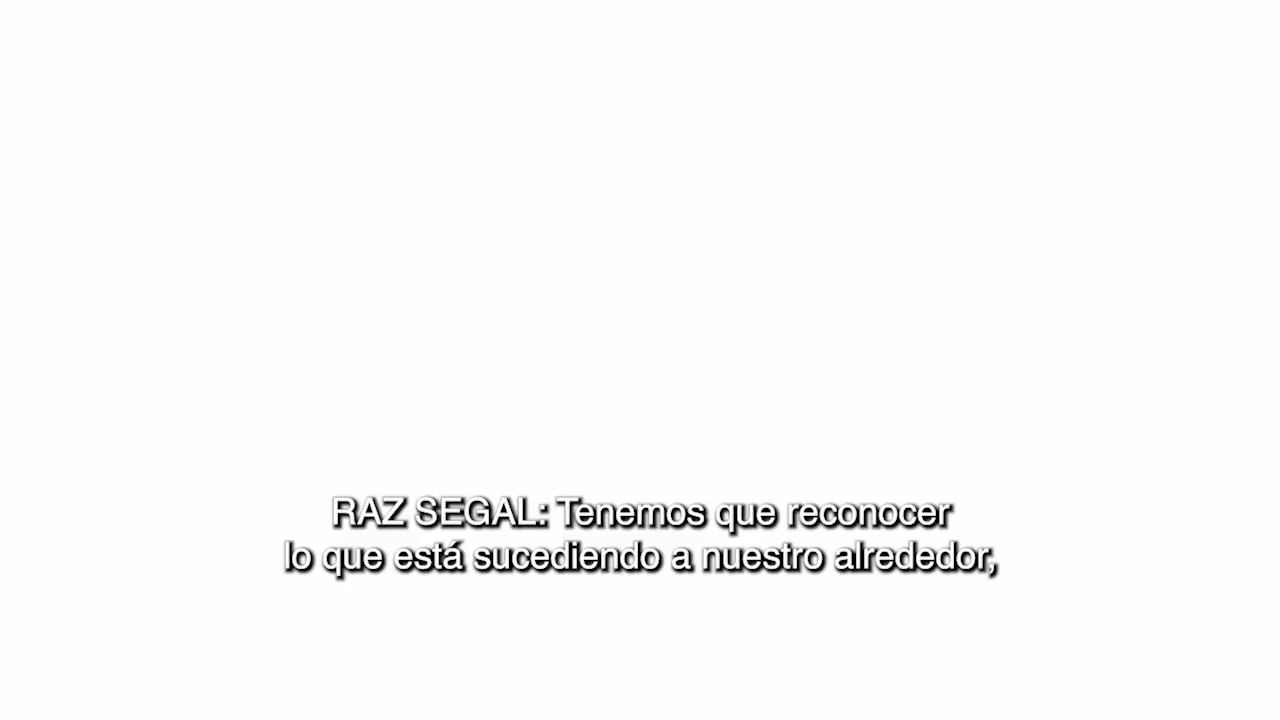 RAZ SEGAL: Tenemos que reconocer
lo que está sucediendo a nuestro alrededor,